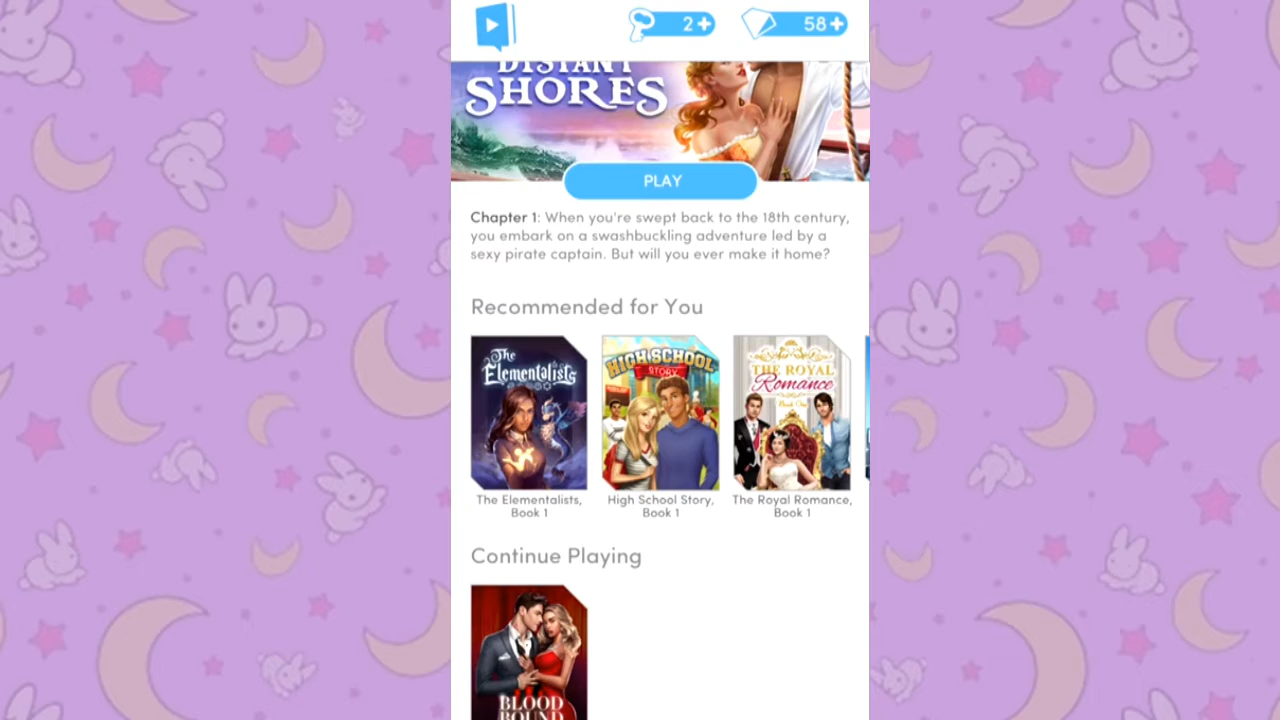 2+
58+
DISTANT
SHORES
PLAY
Chapter 1: When you're swept back to the 18th century,
you embark on a swashbuckling adventure led by a
sexy pirate captain. But will you ever make it home?
Recommended for You
The
Elementalists
HIGH SCHOOL
STORY
THE ROYAL
Romance
Book One
The Elementalists,
Book 1
High School Story,
Book 1
The Royal Romance,
Book 1
Continue Playing
BLOOD
BOUND